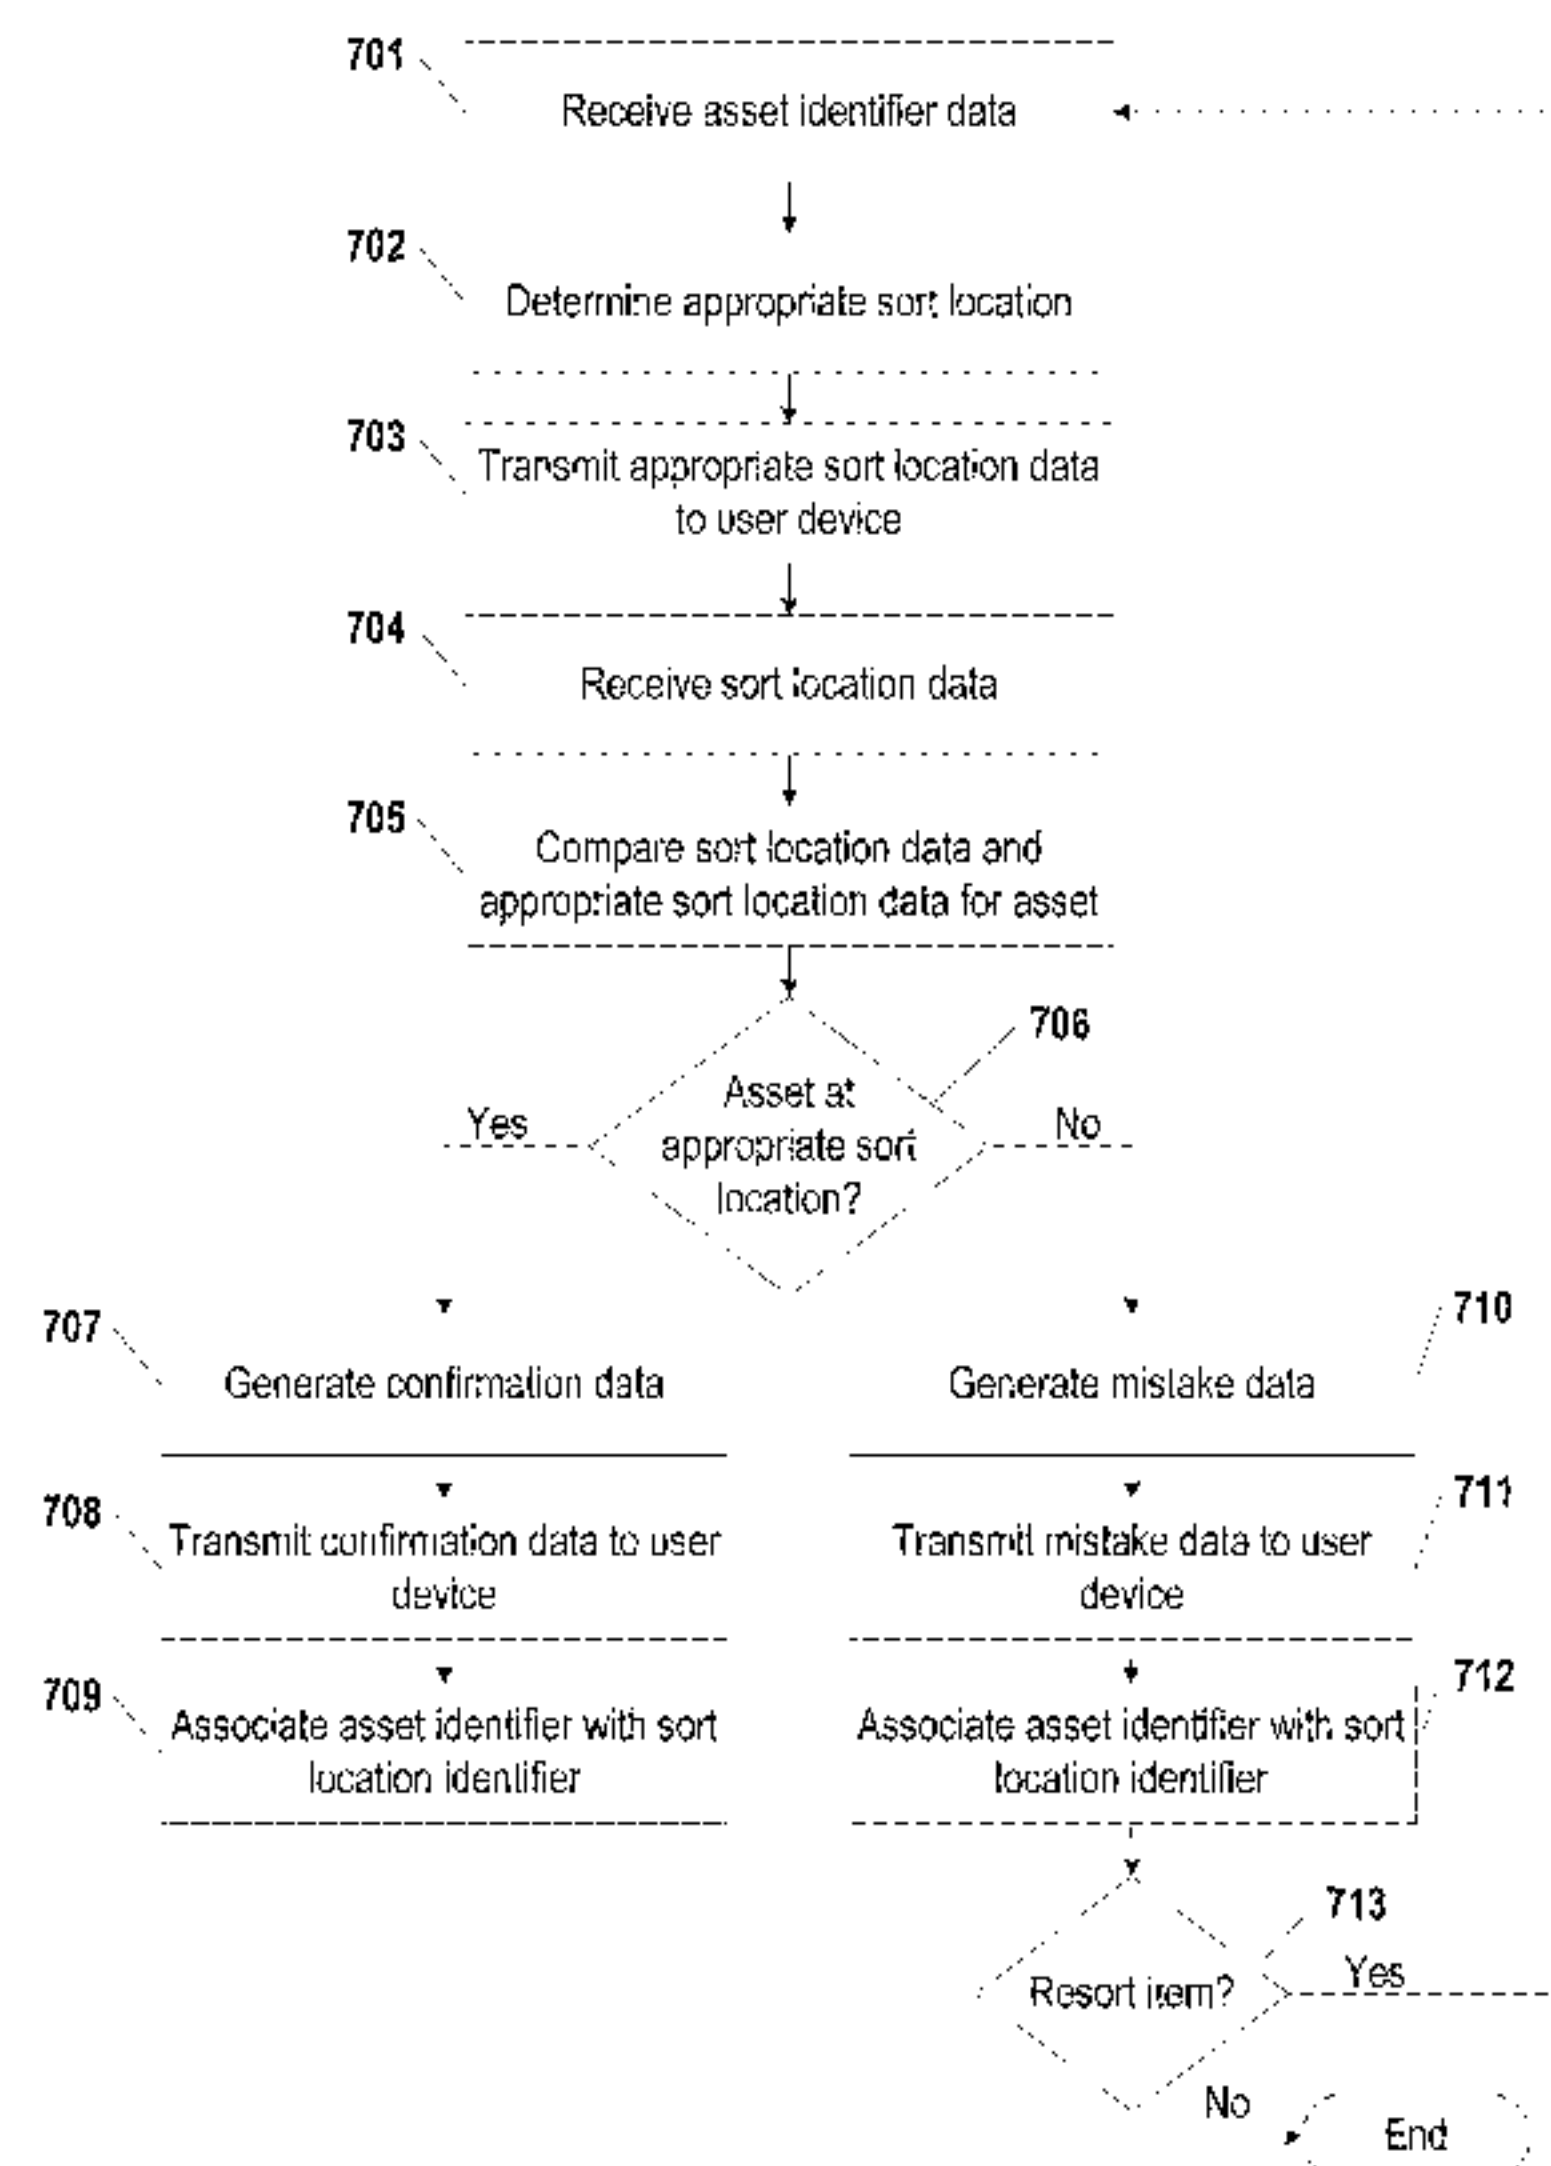 701
Receive asset identifier data
702
Determine appropriate sort location
703
Transmit appropriate sort location data
to user device
704
Receive sort location data
705
Compare sort location data and
appropriate sort location data for asset
706
Asset at
appropriate sort
location?
Yes
No
707
Generate confirmation data
710
Generate mistake data
708
Transmit confirmation data to user
device
711
Transmit mistake data to user
device
709
Associate asset identifier with sort
location identifier
712
Associate asset identifier with sort
location identifier
713
Resort item?
Yes
No
End